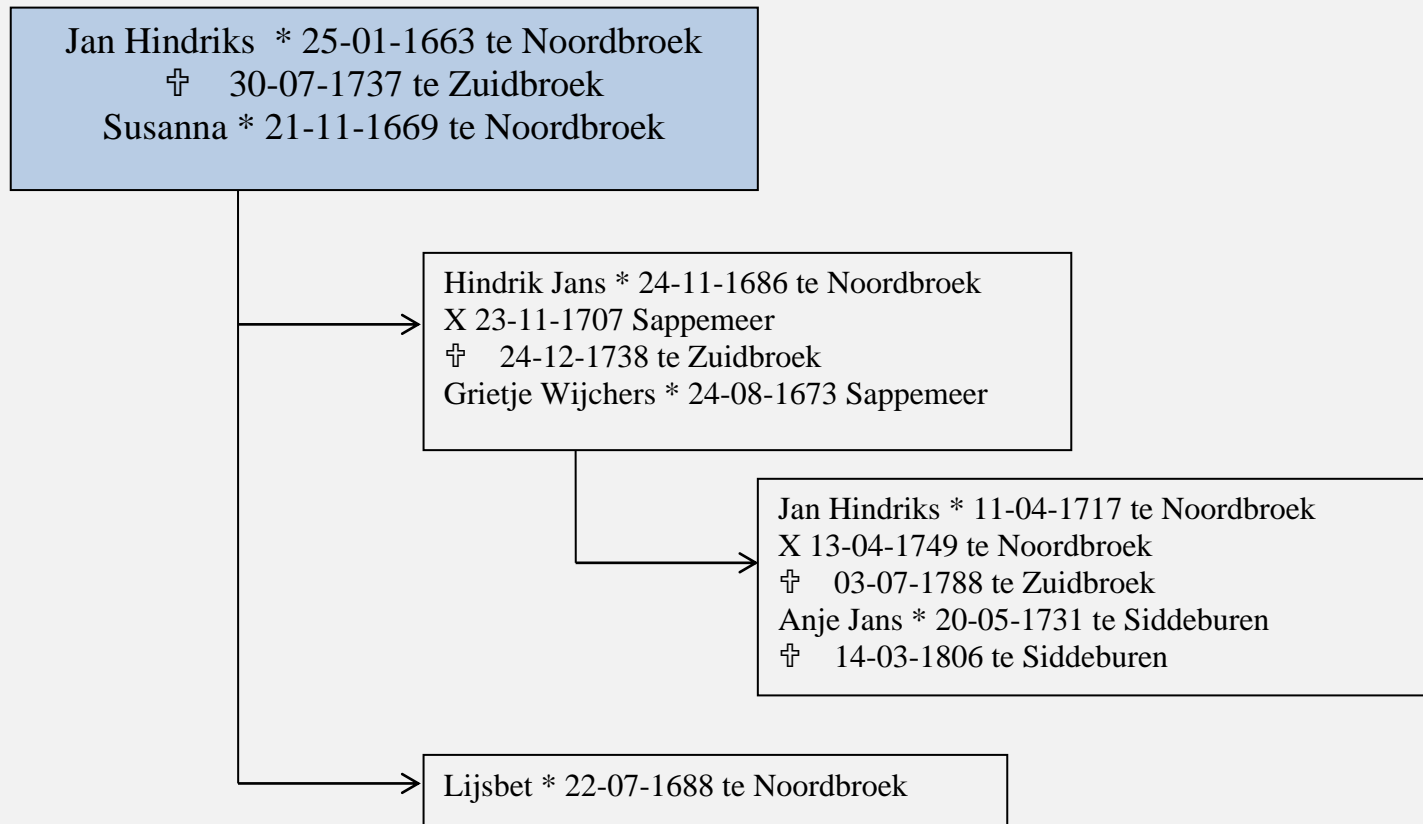 Jan Hindriks * 25-01-1663 te Noordbroek
✞ 30-07-1737 te Zuidbroek
Susanna * 21-11-1669 te Noordbroek
Hindrik Jans * 24-11-1686 te Noordbroek
X 23-11-1707 Sappemeer
✞ 24-12-1738 te Zuidbroek
Grietje Wijchers * 24-08-1673 Sappemeer
Jan Hindriks * 11-04-1717 te Noordbroek
X 13-04-1749 te Noordbroek
✞ 03-07-1788 te Zuidbroek
Anje Jans * 20-05-1731 te Siddeburen
✞ 14-03-1806 te Siddeburen
Lijsbet * 22-07-1688 te Noordbroek